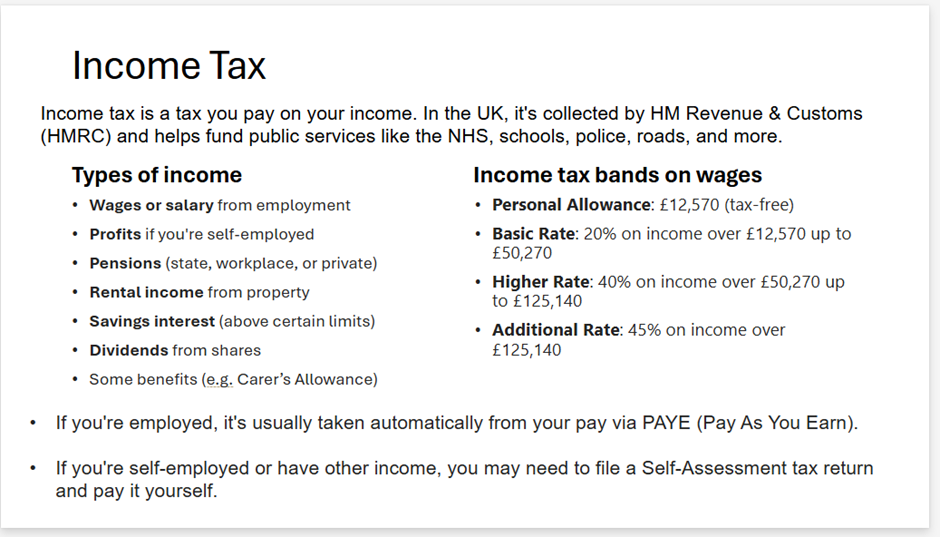 Income Tax
Income tax is a tax you pay on your income. In the UK, it's collected by HM Revenue & Customs
(HMRC) and helps fund public services like the NHS, schools, police, roads, and more.
Types of income
• Wages or salary from employment
• Profits if you're self-employed
• Pensions (state, workplace, or private)
• Rental income from property
• Savings interest (above certain limits)
• Dividends from shares
• Some benefits (e.g. Carer’s Allowance)
Income tax bands on wages
• Personal Allowance: £12,570 (tax-free)
• Basic Rate: 20% on income over £12,570 up to
£50,270
• Higher Rate: 40% on income over £50,270 up
to £125,140
• Additional Rate: 45% on income over
£125,140
• If you're employed, it's usually taken automatically from your pay via PAYE (Pay As You Earn).
• If you're self-employed or have other income, you may need to file a Self-Assessment tax return
and pay it yourself.